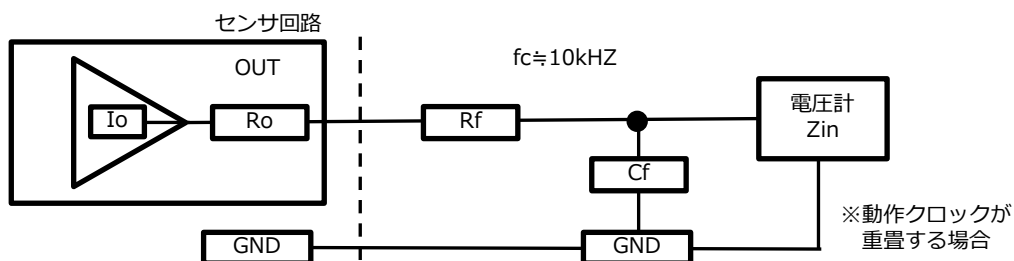 センサ回路
OUT
fc≒10kHZ
Io
Ro
Rf
電圧計
Zin
Cf
※動作クロックが
重畳する場合
GND
GND